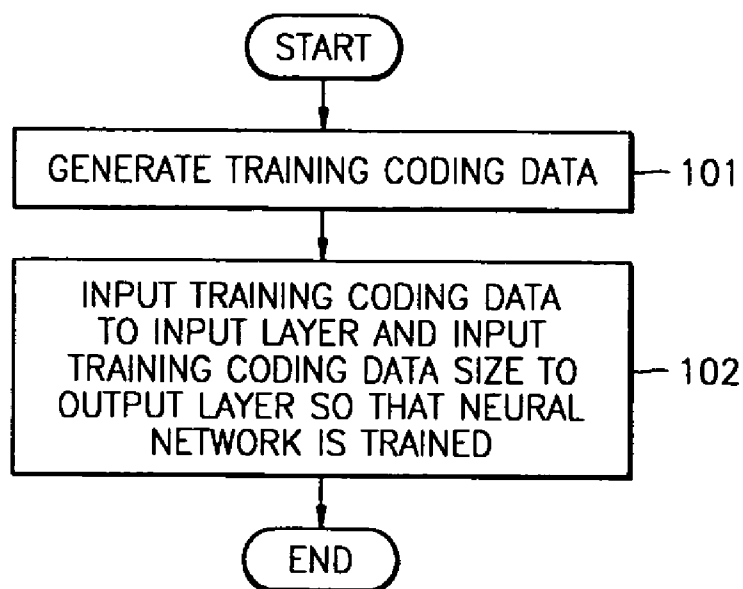 START
GENERATE TRAINING CODING DATA
101
INPUT TRAINING CODING DATA
TO INPUT LAYER AND INPUT
TRAINING CODING DATA SIZE TO
OUTPUT LAYER SO THAT NEURAL
NETWORK IS TRAINED
102
END